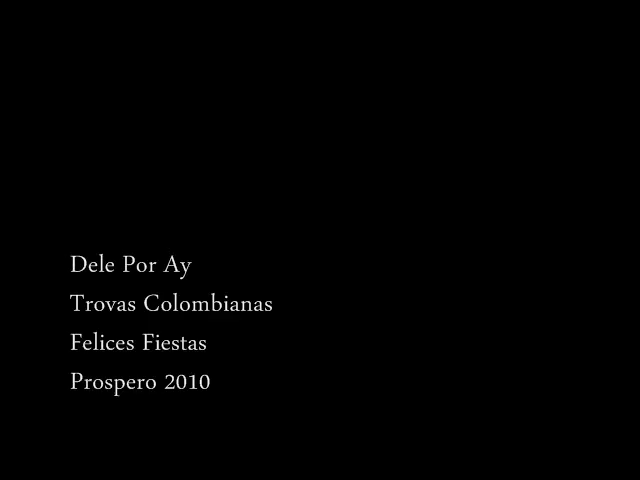 Dele Por Ay
Trovas Colombianas
Felices Fiestas
Prospero 2010